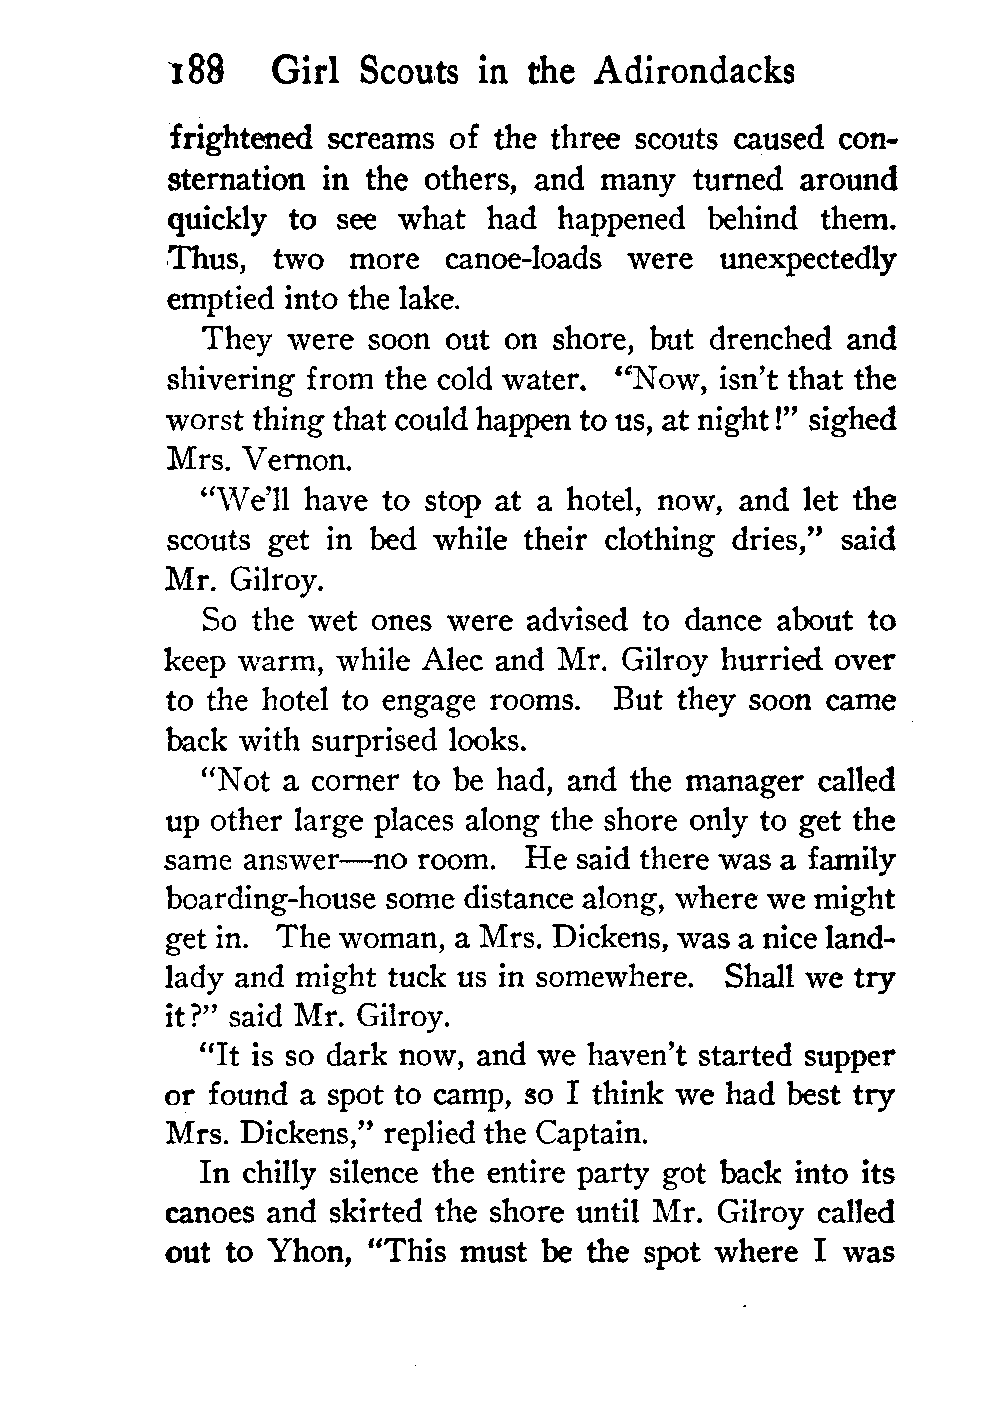 188 Girl Scouts in the Adirondacks
frightened screams of the three scouts caused con-
sternation in the others, and many turned around
quickly to see what had happened behind them.
Thus, two more canoe-loads were unexpectedly
emptied into the lake.
They were soon out on shore, but drenched and
shivering from the cold water. “Now, isn’t that the
worst thing that could happen to us, at night!” sighed
Mrs. Vernon.
“We’ll have to stop at a hotel, now, and let the
scouts get in bed while their clothing dries,” said
Mr. Gilroy.
So the wet ones were advised to dance about to
keep warm, while Alec and Mr. Gilroy hurried over
to the hotel to engage rooms. But they soon came
back with surprised looks.
“Not a corner to be had, and the manager called
up other large places along the shore only to get the
same answer—no room. He said there was a family
boarding-house some distance along, where we might
get in. The woman, a Mrs. Dickens, was a nice land-
lady and might tuck us in somewhere. Shall we try
it?” said Mr. Gilroy.
“It is so dark now, and we haven’t started supper
or found a spot to camp, so I think we had best try
Mrs. Dickens,” replied the Captain.
In chilly silence the entire party got back into its
canoes and skirted the shore until Mr. Gilroy called
out to Yhon, “This must be the spot where I was